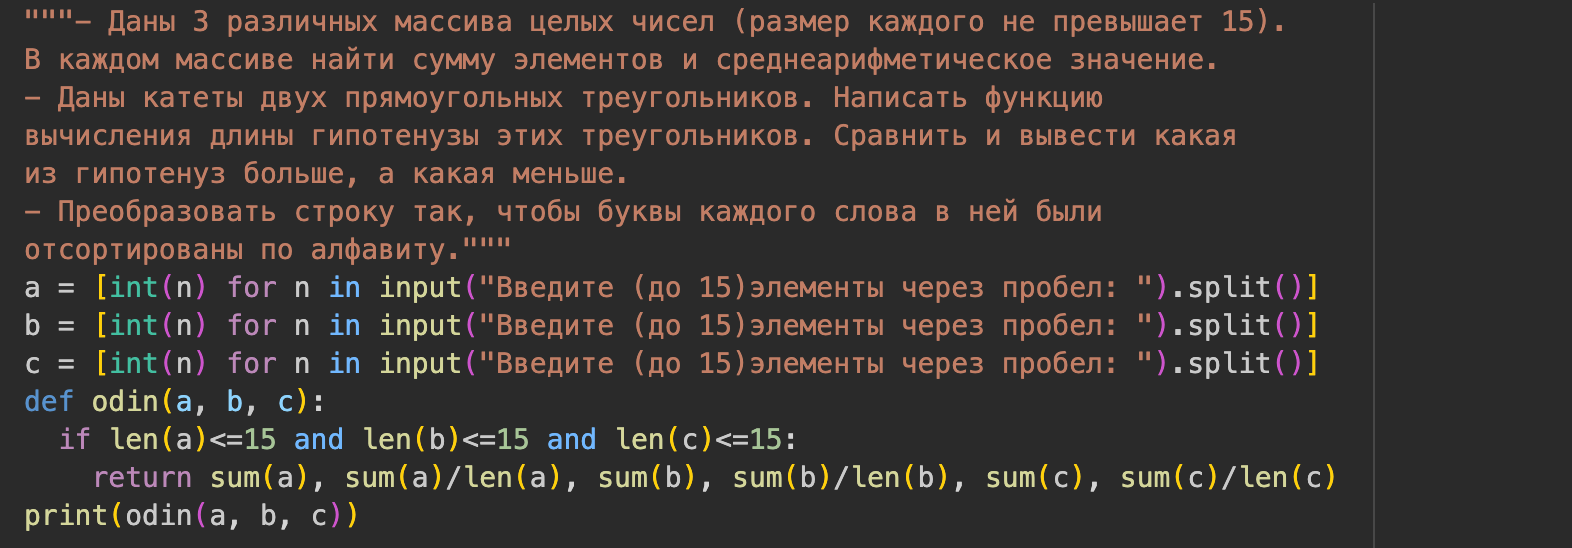 """- Даны 3 различных массива целых чисел (размер каждого не превышает 15).
В каждом массиве найти сумму элементов и среднеарифметическое значение.
- Даны катеты двух прямоугольных треугольников. Написать функцию
вычисления длины гипотенузы этих треугольников. Сравнить и вывести какая
из гипотенуз больше, а какая меньше.
- Преобразовать строку так, чтобы буквы каждого слова в ней были
отсортированы по алфавиту."""
a = [int(n) for n in input("Введите (до 15)элементы через пробел: ").split()]
b = [int(n) for n in input("Введите (до 15)элементы через пробел: ").split()]
c = [int(n) for n in input("Введите (до 15)элементы через пробел: ").split()]
def odin(a, b, c):
  if len(a)<=15 and len(b)<=15 and len(c)<=15:
    return sum(a), sum(a)/len(a), sum(b), sum(b)/len(b), sum(c), sum(c)/len(c)
print(odin(a, b, c))